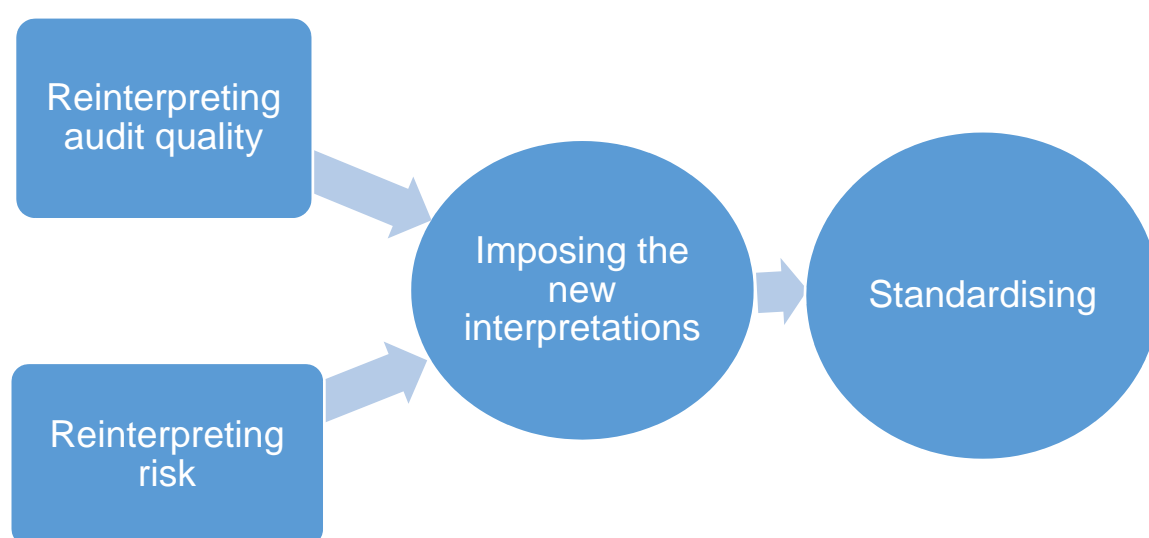 Reinterpreting
audit quality
Imposing the
new
interpretations
Standardising
Reinterpreting
risk